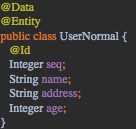 @Data
@Entity
public class UserNormal {
  @Id
  Integer seq;
  String name;
  String address;
  Integer age;
}